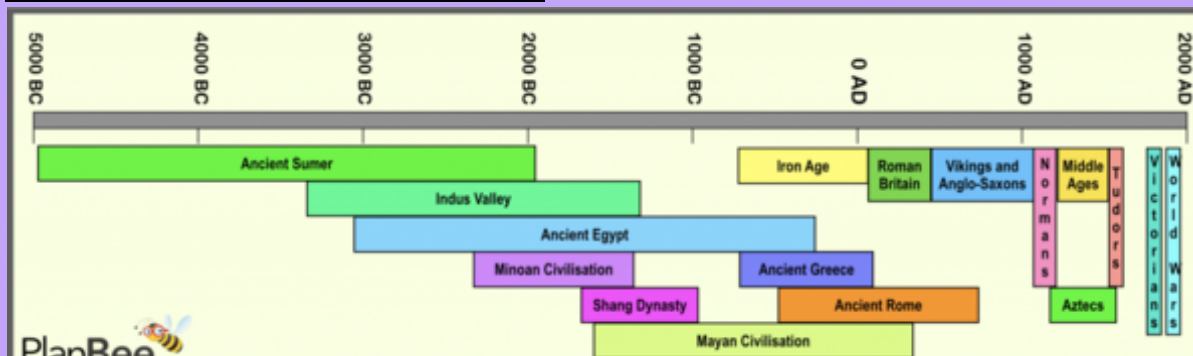 5000 BC
4000 BC
3000 BC
2000 BC
1000 BC
0 AD
1000 AD
2000 AD
Ancient Sumer
Iron Age
Roman
Britain
Vikings and
Anglo-Saxons
Normans
Middle
Ages
Tudors
Victorians
World Wars
Indus Valley
Ancient Egypt
Minoan Civilisation
Ancient Greece
Shang Dynasty
Ancient Rome
Aztecs
Mayan Civilisation
PlanBee